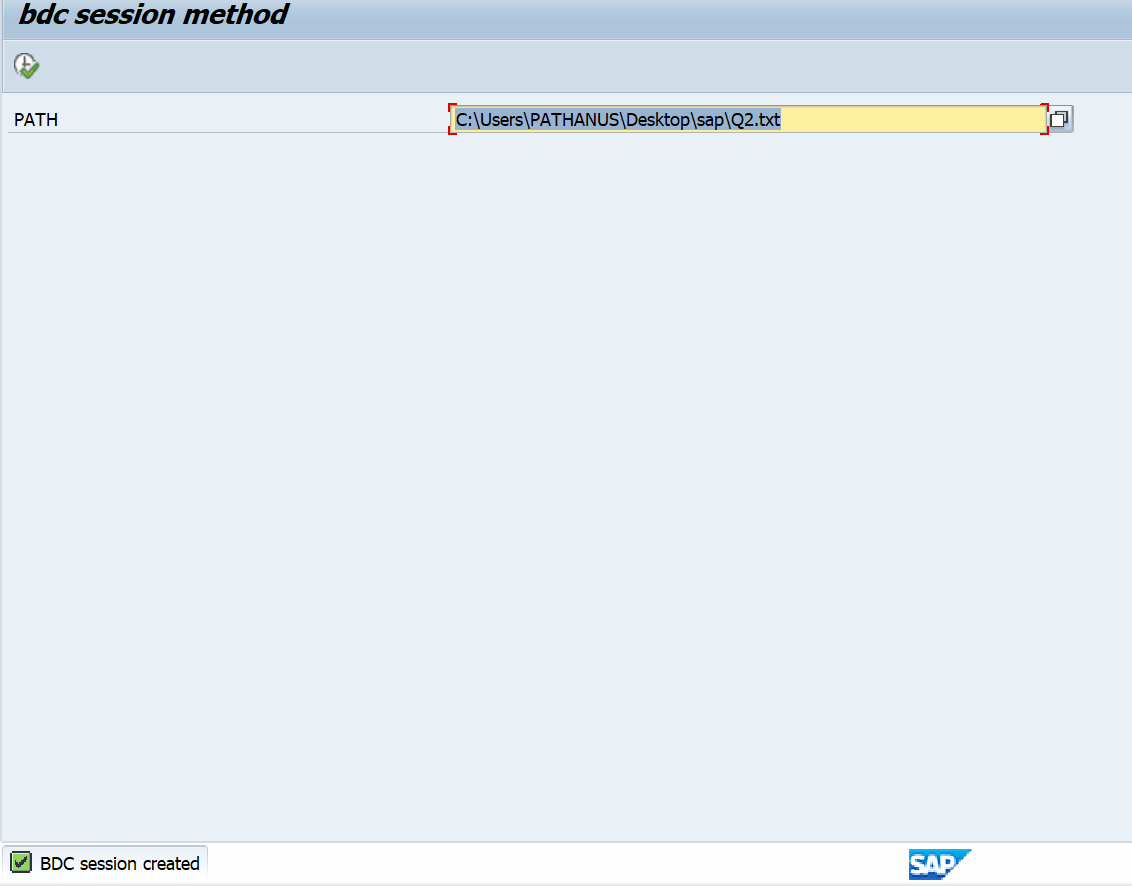 bdc session method
PATH C:\Users\PATHANUS\Desktop\sap\Q2.txt
BDC session created SAP